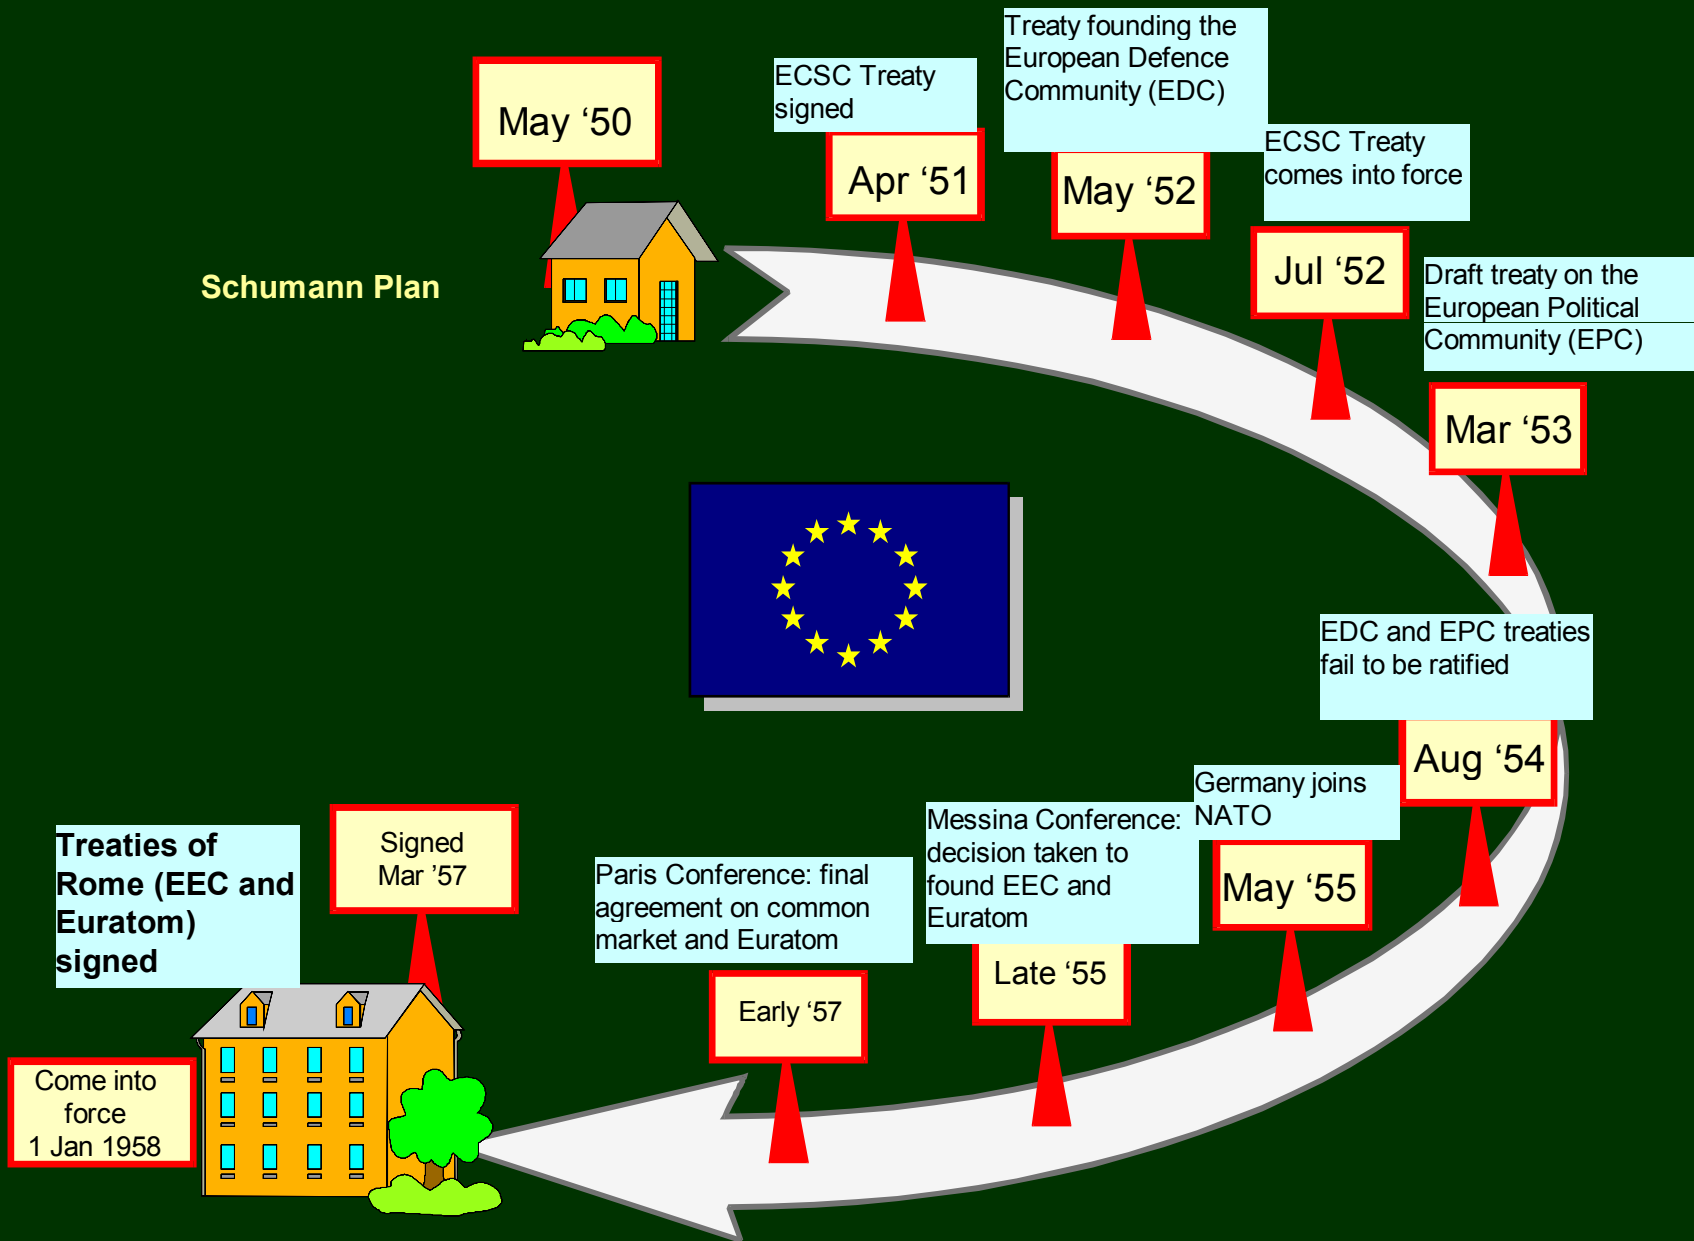 May ‘50
Schumann Plan
ECSC Treaty
signed
Apr ‘51
Treaty founding the
European Defence
Community (EDC)
May ‘52
ECSC Treaty
comes into force
Jul ‘52
Draft treaty on the
European Political
Community (EPC)
Mar ‘53
EDC and EPC treaties
fail to be ratified
Aug ‘54
Germany joins
NATO
May ‘55
Messina Conference:
decision taken to
found EEC and
Euratom
Late ‘55
Paris Conference: final
agreement on common
market and Euratom
Early ‘57
Treaties of
Rome (EEC and
Euratom)
signed
Signed
Mar ’57
Come into
force
1 Jan 1958